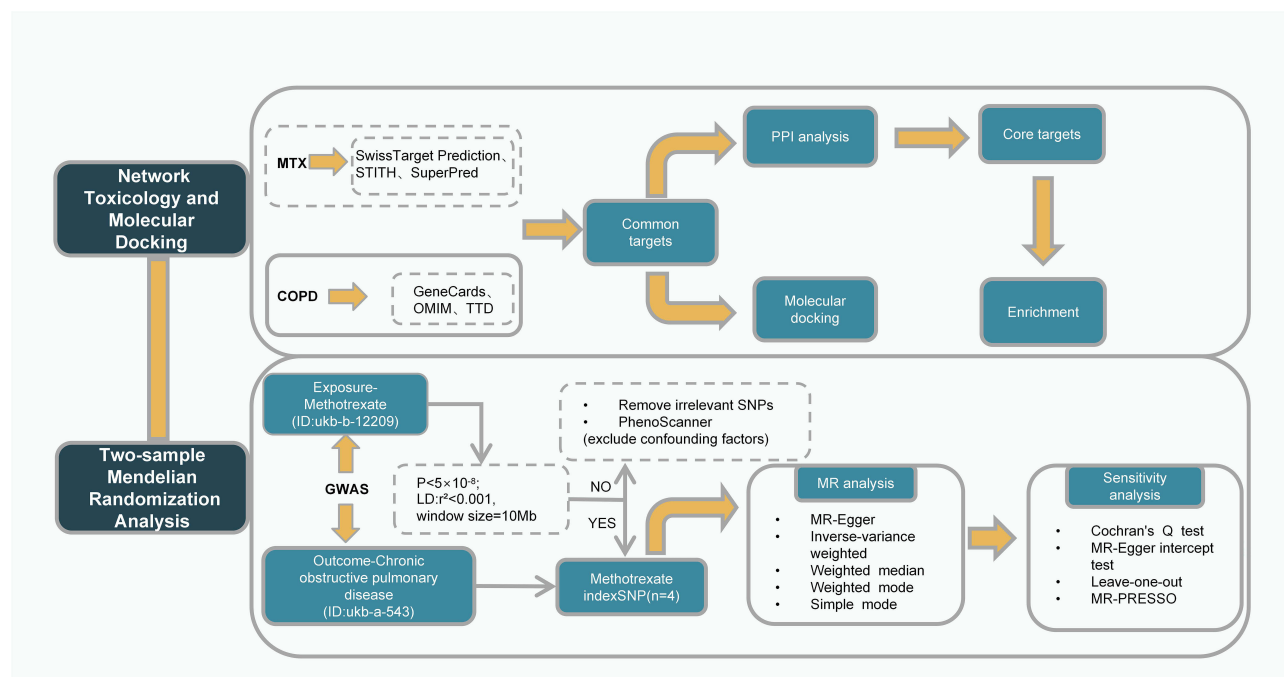 Network
Toxicology and
Molecular
Docking
MTX
SwissTarget Prediction、
STITH、SuperPred
COPD
GeneCards、
OMIM、TTD
Common
targets
PPI analysis
Core targets
Molecular
docking
Enrichment
Two-sample
Mendelian
Randomization
Analysis
Exposure-
Methotrexate
(ID:ukb-b-12209)
GWAS
Outcome-Chronic
obstructive pulmonary
disease
(ID:ukb-a-543)
P<5×10⁻⁸;
LD:r²<0.001,
window size=10Mb
• Remove irrelevant SNPs
• PhenoScanner
(exclude confounding factors)
NO
YES
Methotrexate
indexSNP(n=4)
MR analysis
• MR-Egger
• Inverse-variance
weighted
• Weighted median
• Weighted mode
• Simple mode
Sensitivity
analysis
• Cochran's Q test
• MR-Egger intercept
test
• Leave-one-out
• MR-PRESSO